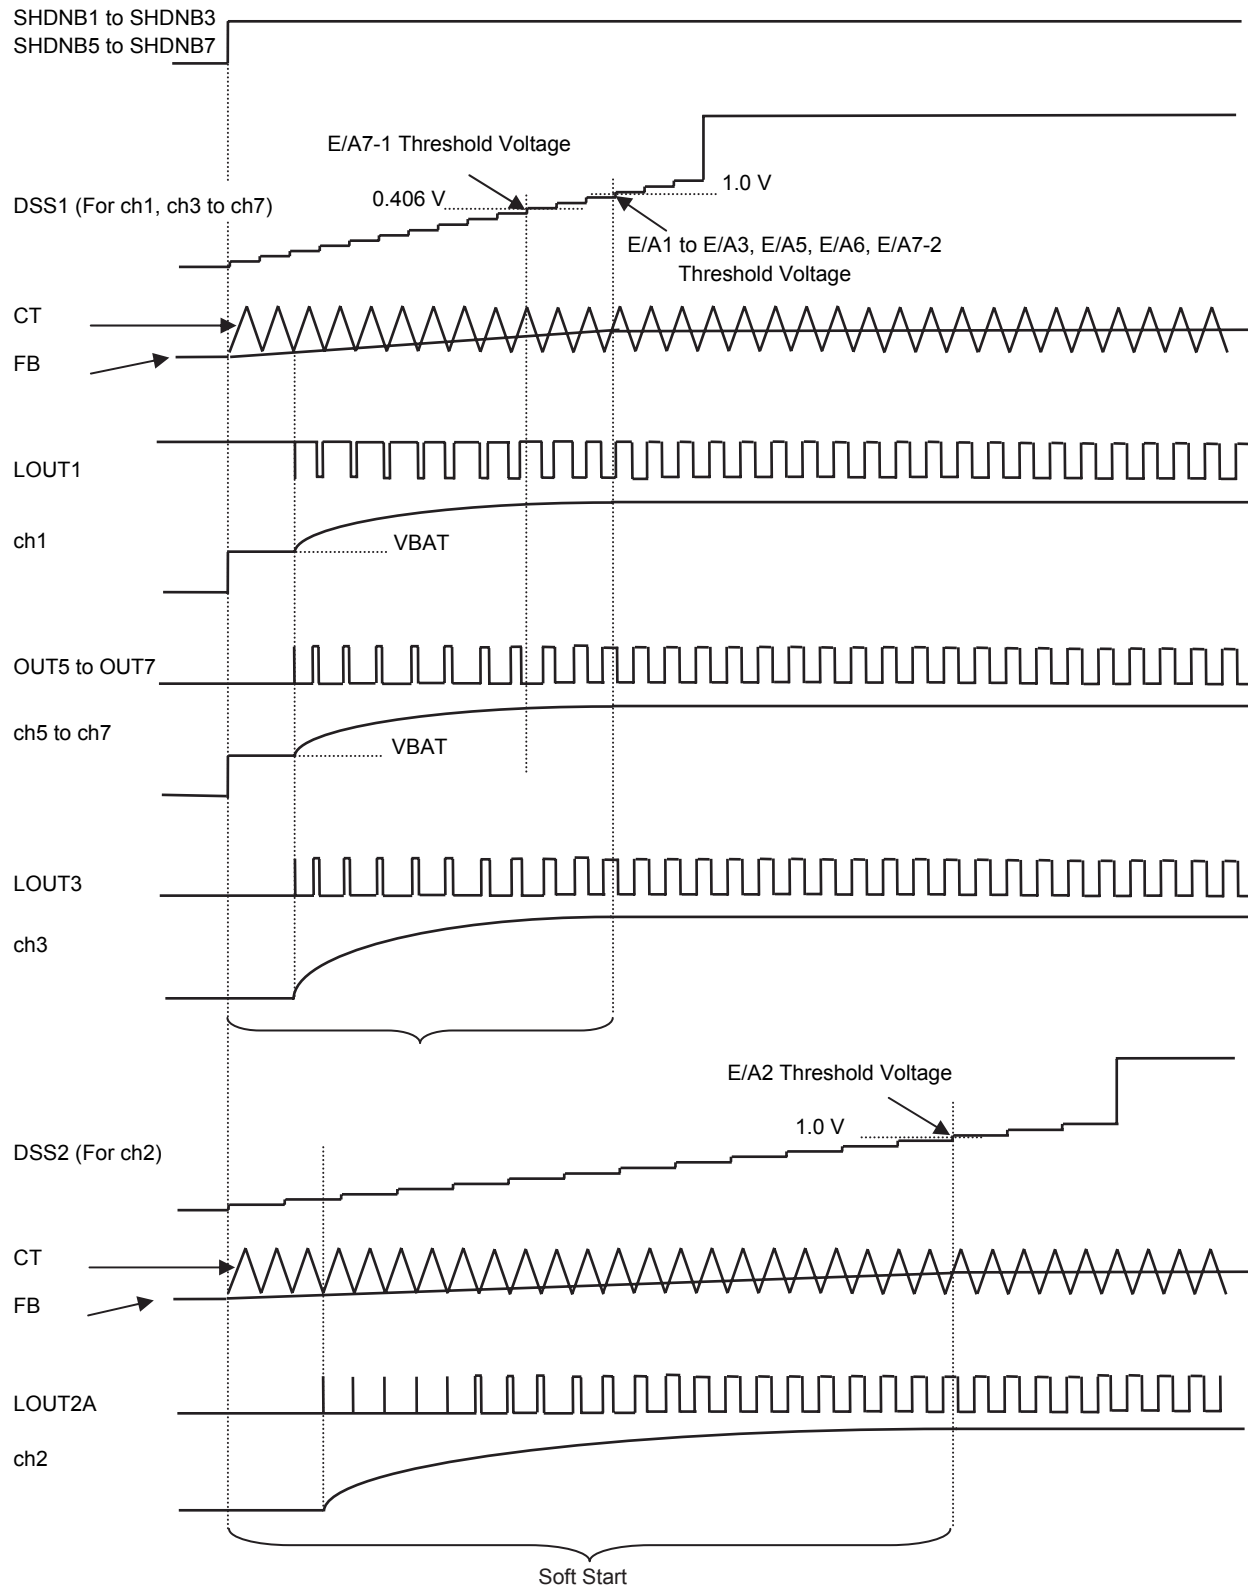 SHDNB1 to SHDNB3
SHDNB5 to SHDNB7
E/A7-1 Threshold Voltage
0.406 V
1.0 V
DSS1 (For ch1, ch3 to ch7)
E/A1 to E/A3, E/A5, E/A6, E/A7-2
Threshold Voltage
CT
FB
LOUT1
ch1
VBAT
OUT5 to OUT7
ch5 to ch7
VBAT
LOUT3
ch3
E/A2 Threshold Voltage
1.0 V
DSS2 (For ch2)
CT
FB
LOUT2A
ch2
Soft Start